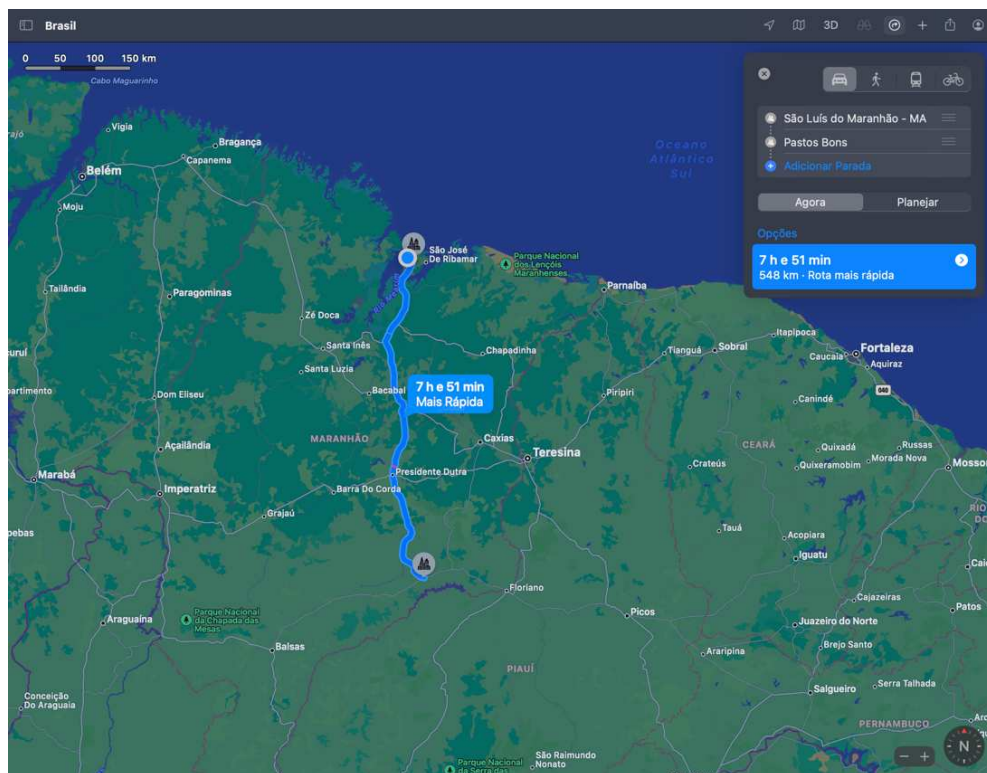 Brasil
3D
0 50 100 150 km
Cabo Maguarinho
Vigia
Bragança
Capanema
Belém
Moju
Oceano
Atlântico
Sul
São Luís do Maranhão - MA
Pastos Bons
Adicionar Parada
Agora Planejar
Opções
7 h e 51 min
548 km · Rota mais rápida
São José
De Ribamar
Parque Nacional
dos Lençóis
Maranhenses
Parnaíba
Tailândia
Paragominas
Zé Doca
Santa Inês
Chapadinha
Itapipoca
Tianguá
Sobral
Caucaia
Fortaleza
Aquiraz
Santa Luzia
Bacabal
7 h e 51 min
Mais Rápida
Piripiri
Canindé
Dom Eliseu
MARANHÃO
Caxias
Teresina
CEARÁ
Quixadá
Russas
Açailândia
Quixeramobim
Morada Nova
Crateús
Marabá
Presidente Dutra
Imperatriz
Barra Do Corda
Grajaú
Tauá
Acopiara
Iguatu
Floriano
Cajazeiras
Parque Nacional
da Chapada das
Mesas
Araguaína
Picos
Patos
Juazeiro do Norte
Balsas
Araripina
Brejo Santo
PIAUÍ
Conceição
Do Araguaia
Salgueiro
Serra Talhada
PERNAMBUCO
São Raimundo
Nonato
Parque Nacional
da Serra das
N